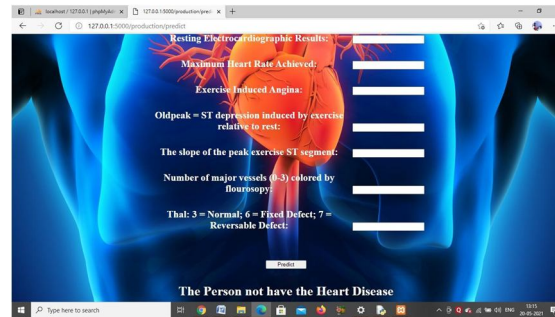 localhost / 127.0.0.1 | phpMyAd
127.0.0.1:5000/production/predi
127.0.0.1:5000/production/predict
Resting Electrocardiographic Results:
Maximum Heart Rate Achieved:
Exercise Induced Angina:
Oldpeak = ST depression induced by exercise
relative to rest:
The slope of the peak exercise ST segment:
Number of major vessels (0-3) colored by
flourosopy:
Thal: 3 = Normal; 6 = Fixed Defect; 7 =
Reversable Defect:
Predict
The Person not have the Heart Disease
Type here to search
ENG
13:15
20-05-2021